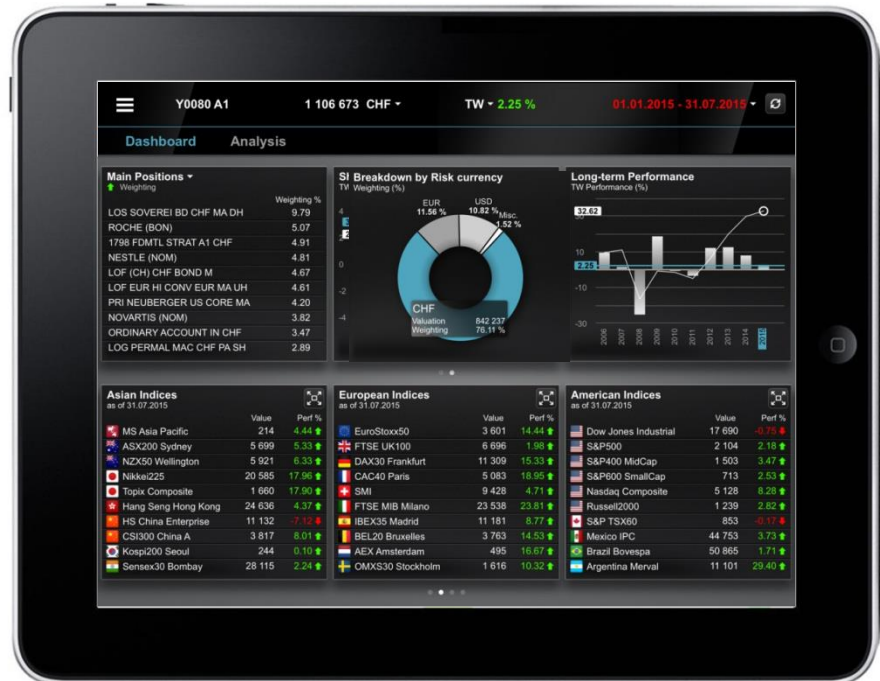 Y0080 A1 1 106 673 CHF TW 2.25 % 01.01.2015 - 31.07.2015
Dashboard Analysis
Main Positions
Weighting
Weighting %
LOS SOVEREI BD CHF MA DH 9.79
ROCHE (BON) 5.07
1798 FDMTL STRAT A1 CHF 4.91
NESTLE (NOM) 4.81
LOF (CH) CHF BOND M 4.67
LOF EUR HI CONV EUR MA UH 4.61
PRI NEUBERGER US CORE MA 4.20
NOVARTIS (NOM) 3.82
ORDINARY ACCOUNT IN CHF 3.47
LOG PERMAL MAC CHF PA SH 2.89
Breakdown by Risk currency
Weighting (%)
4
0
-2
-4
EUR
11.56 %
USD
10.82 %
Misc.
1.52 %
CHF
Valuation 842 237
Weighting 76.11 %
Long-term Performance
TW Performance (%)
32.62
10
2.25
-10
-30
2006 2007 2008 2009 2010 2011 2012 2013 2014 2015
Asian Indices
as of 31.07.2015
Value Perf %
MS Asia Pacific 214 4.44
ASX200 Sydney 5 699 5.33
NZX50 Wellington 5 921 6.33
Nikkei225 20 585 17.96
Topix Composite 1 660 17.90
Hang Seng Hong Kong 24 636 4.37
HS China Enterprise 11 132 -7.12
CSI300 China A 3 817 8.01
Kospi200 Seoul 244 0.10
Sensex30 Bombay 28 115 2.24
European Indices
as of 31.07.2015
Value Perf %
EuroStoxx50 3 601 14.44
FTSE UK100 6 696 1.98
DAX30 Frankfurt 11 309 15.33
CAC40 Paris 5 083 18.95
SMI 9 428 4.71
FTSE MIB Milano 23 538 23.81
IBEX35 Madrid 11 181 8.77
BEL20 Bruxelles 3 763 14.53
AEX Amsterdam 495 16.67
OMXS30 Stockholm 1 616 10.32
American Indices
as of 31.07.2015
Value Perf %
Dow Jones Industrial 17 690 -0.75
S&P500 2 104 2.18
S&P400 MidCap 1 503 3.47
S&P600 SmallCap 713 2.53
Nasdaq Composite 5 128 8.28
Russell2000 1 239 2.82
S&P TSX60 853 -0.17
Mexico IPC 44 753 3.73
Brazil Bovespa 50 865 1.71
Argentina Merval 11 101 29.40